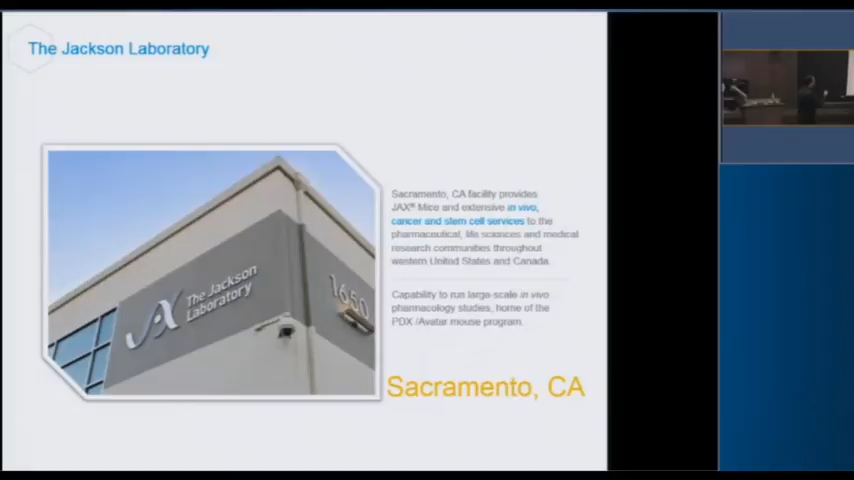 The Jackson Laboratory
Sacramento, CA facility provides
JAX® Mice and extensive in vivo,
cancer and stem cell services to the
pharmaceutical, life sciences and medical
research communities throughout
western United States and Canada
Capability to run large-scale in vivo
pharmacology studies, home of the
PDX /Avatar mouse program.
The Jackson
Laboratory
1650
Sacramento, CA